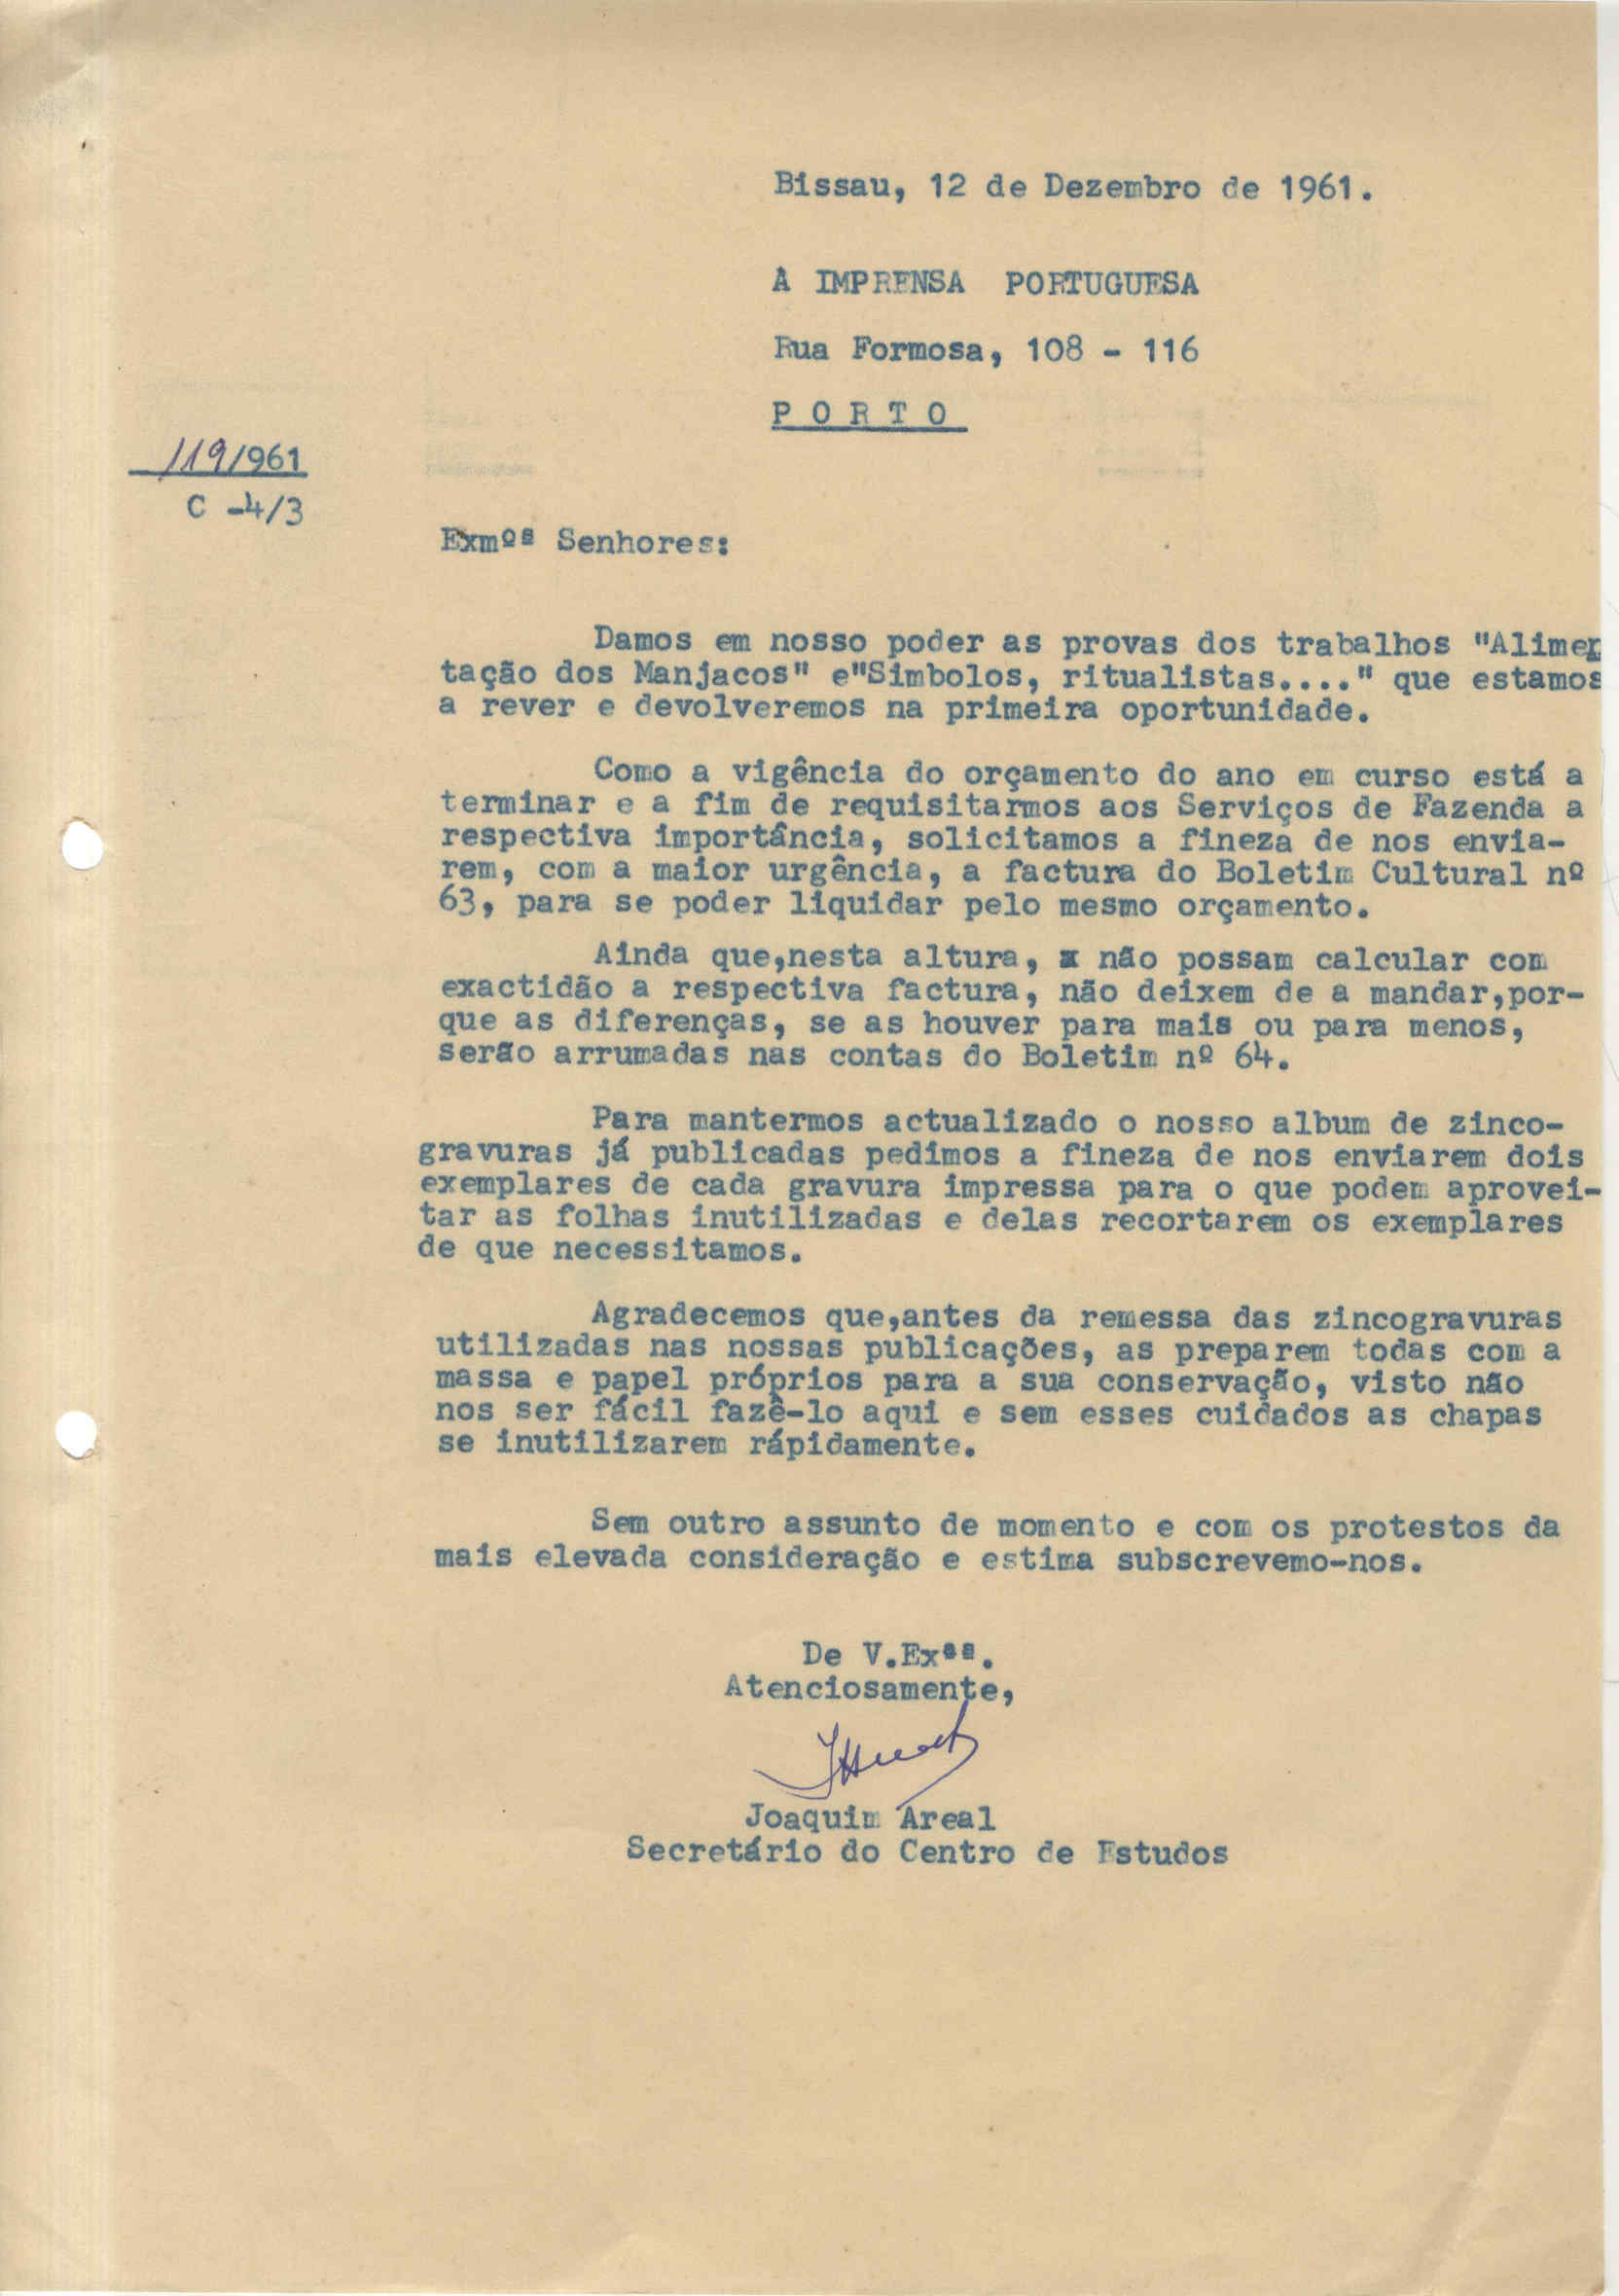 Bissau, 12 de Dezembro de 1961.
À IMPRENSA PORTUGUESA
Rua Formosa, 108 - 116
P O R T O
119/961
C -4/3
Exmºs Senhores:
Damos em nosso poder as provas dos trabalhos "Alimen
tação dos Manjacos" e"Simbolos, ritualistas...." que estamos
a rever e devolveremos na primeira oportunidade.
Como a vigência do orçamento do ano em curso está a
terminar e a fim de requisitarmos aos Serviços de Fazenda a
respectiva importância, solicitamos a fineza de nos envia-
rem, com a maior urgência, a factura do Boletim Cultural nº
63, para se poder liquidar pelo mesmo orçamento.
Ainda que,nesta altura, x não possam calcular com
exactidão a respectiva factura, não deixem de a mandar,por-
que as diferenças, se as houver para mais ou para menos,
serão arrumadas nas contas do Boletim nº 64.
Para mantermos actualizado o nosso album de zinco-
gravuras já publicadas pedimos a fineza de nos enviarem dois
exemplares de cada gravura impressa para o que podem aprovei-
tar as folhas inutilizadas e delas recortarem os exemplares
de que necessitamos.
Agradecemos que,antes da remessa das zincogravuras
utilizadas nas nossas publicações, as preparem todas com a
massa e papel próprios para a sua conservação, visto não
nos ser fácil fazê-lo aqui e sem esses cuidados as chapas
se inutilizarem rápidamente.
Sem outro assunto de momento e com os protestos da
mais elevada consideração e estima subscrevemo-nos.
De V.Exªs.
Atenciosamente,
Joaquim Areal
Secretário do Centro de Estudos